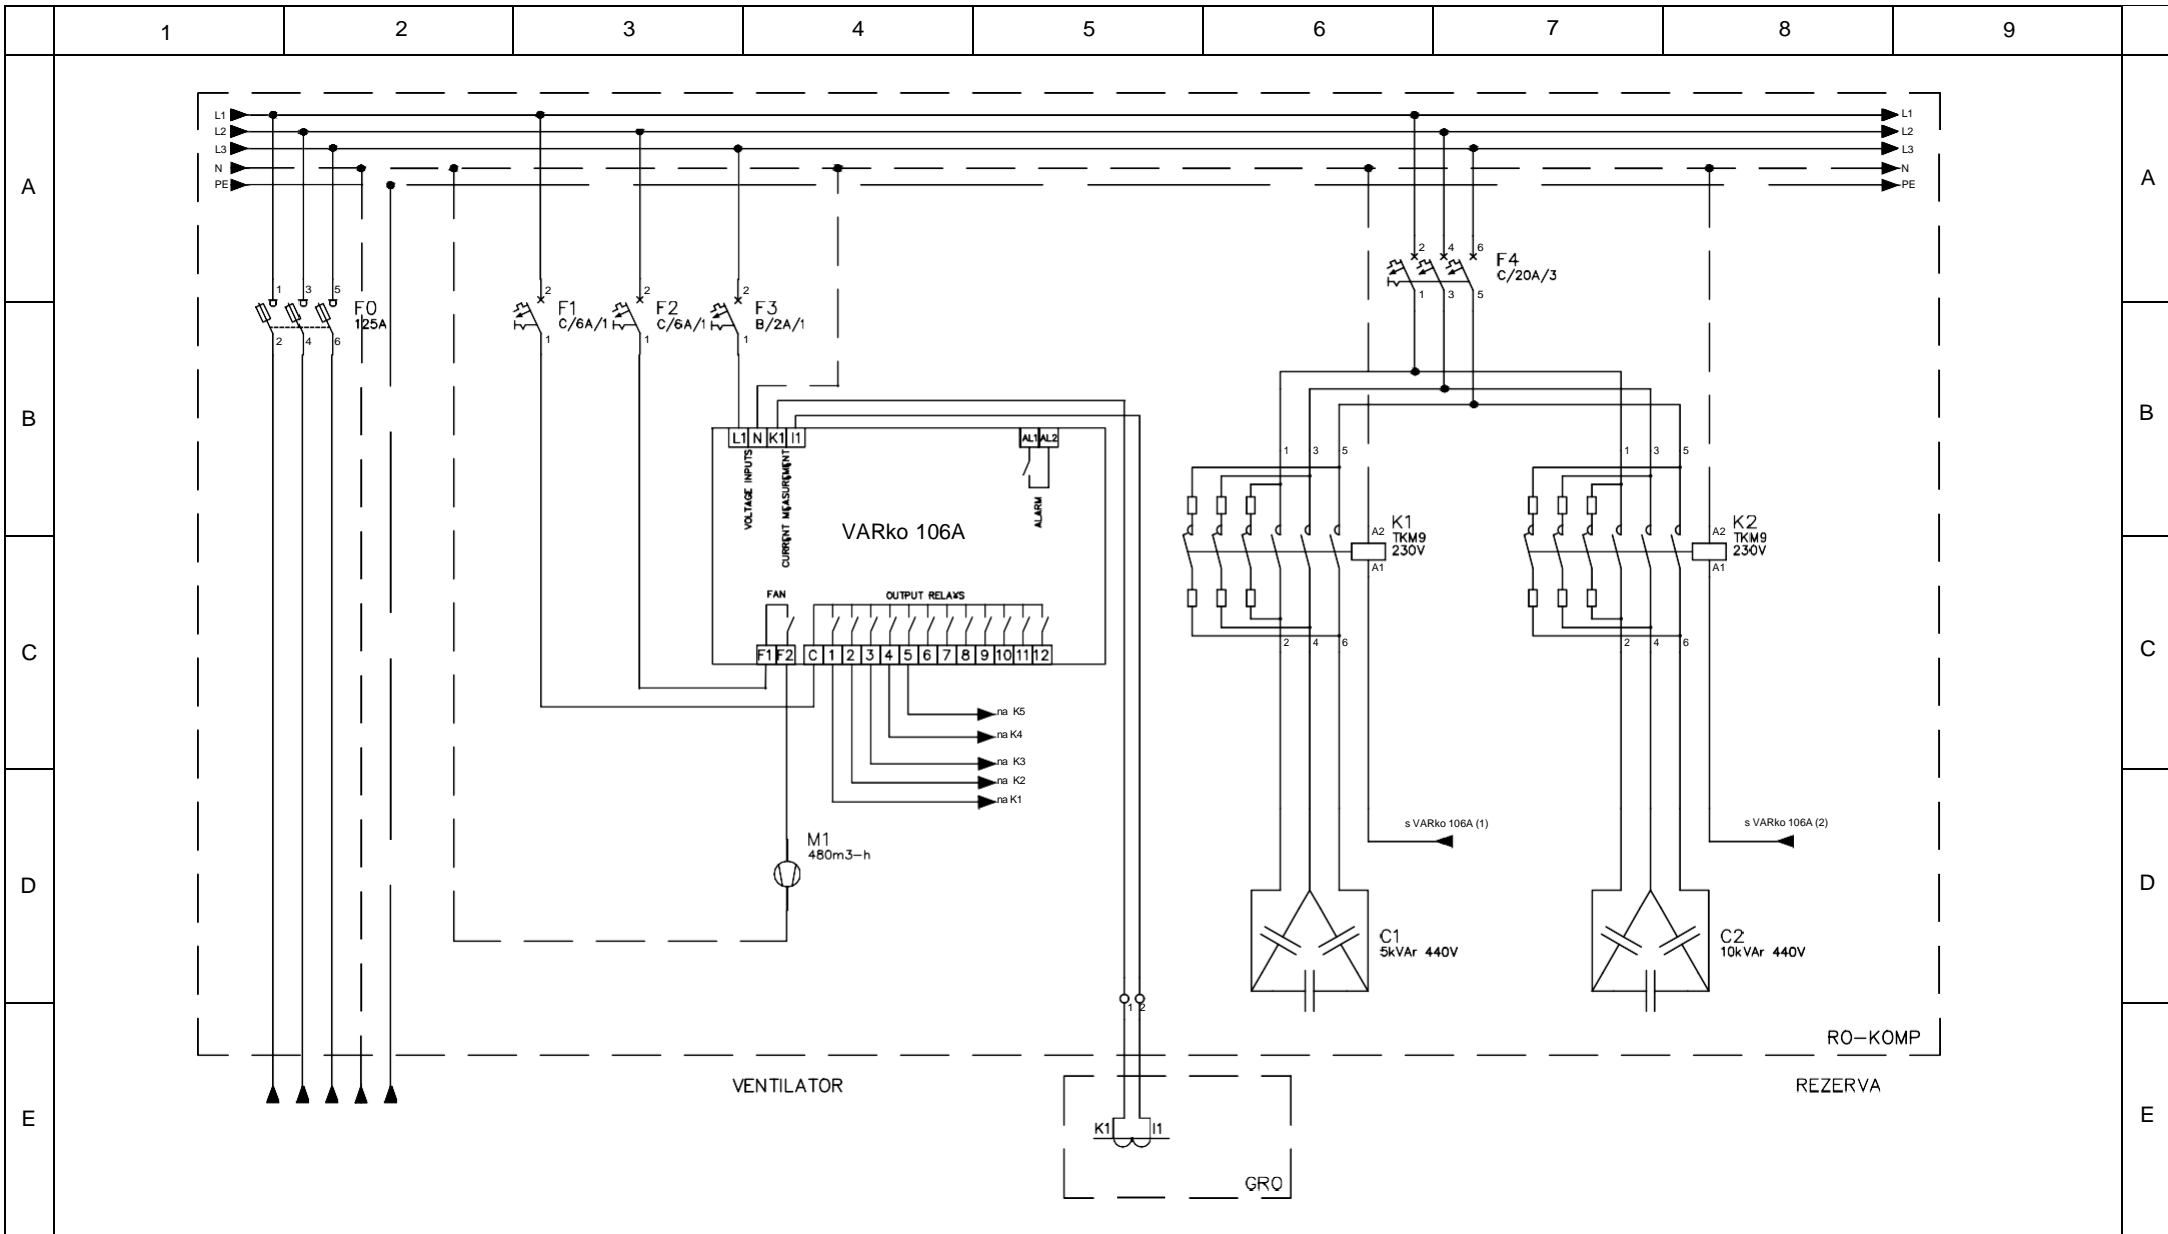 1 2 3 4 5 6 7 8 9
L1 L1
L2 L2
L3 L3
N N
PE PE
A A
2 4 6
F4
C/20A/3
1 3 5
1 3 5
F0
125A
2 4 6
2
F1
C/6A/1
1
2
F2
C/6A/1
1
2
F3
B/2A/1
1
B B
L1 N K1 I1
AL1 AL2
VOLTAGE INPUTS
CURRENT MEASUREMENT
ALARM
VARko 106A
FAN
OUTPUT RELAYS
F1 F2 C 1 2 3 4 5 6 7 8 9 10 11 12
1 3 5
A2
K1
TKM9
230V
A1
2 4 6
1 3 5
A2
K2
TKM9
230V
A1
2 4 6
C C
na K5
na K4
na K3
na K2
na K1
s VARko 106A (1)
s VARko 106A (2)
M1
480m3-h
D D
C1
5kVAr 440V
C2
10kVAr 440V
1 2
RO-KOMP
VENTILATOR
REZERVA
E E
K1 I1
GRO